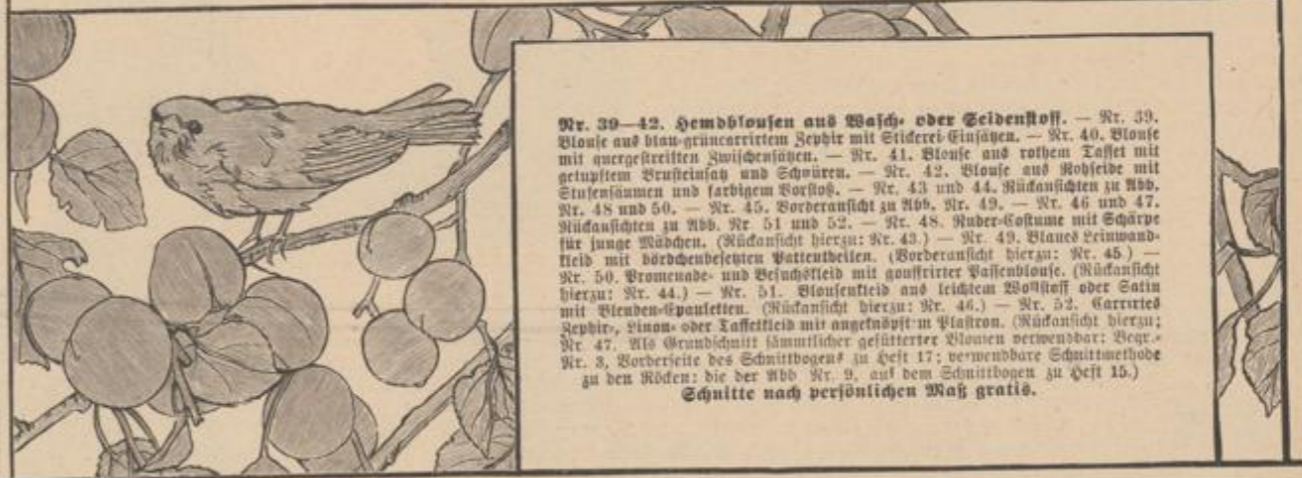 Nr. 39—42. Hemdblousen aus Wasch- oder Seidenstoff. — Nr. 39.
Blouse aus blau-grüncarrirtem Zephir mit Stickerei-Einsätzen. — Nr. 40. Blouse
mit quergestreiften Zwischensätzen. — Nr. 41. Blouse aus rothem Taffet mit
getupftem Brusteinsatz und Schnüren. — Nr. 42. Blouse aus Rohseide mit
Stufensäumen und farbigem Vorstoß. — Nr. 43 und 44. Rückansichten zu Abb.
Nr. 48 und 50. — Nr. 45. Vorderansicht zu Abb. Nr. 49. — Nr. 46 und 47.
Rückansichten zu Abb. Nr. 51 und 52. — Nr. 48. Ruder-Costume mit Schärpe
für junge Mädchen. (Rückansicht hierzu: Nr. 43.) — Nr. 49. Blaues Leinwand-
kleid mit bördchenbesetzten Pattentheilen. (Vorderansicht hierzu: Nr. 45.) —
Nr. 50. Promenade- und Besuchskleid mit gouffrirter Passenblouse. (Rückansicht
hierzu: Nr. 44.) — Nr. 51. Blousenkleid aus leichtem Wollstoff oder Satin
mit Blenden-Epauletten. (Rückansicht hierzu: Nr. 46.) — Nr. 52. Carrirtes
Zephir-, Linon- oder Taffetkleid mit angeknöpftem Plastron. (Rückansicht hierzu:
Nr. 47. Als Grundschnitt sämmtlicher gefütterter Blousen verwendbar: Begr.-
Nr. 3, Vorderseite des Schnittbogens zu Heft 17; verwendbare Schnittmethode
zu den Röcken: die der Abb. Nr. 9, auf dem Schnittbogen zu Heft 15.)
Schnitte nach persönlichen Maß gratis.